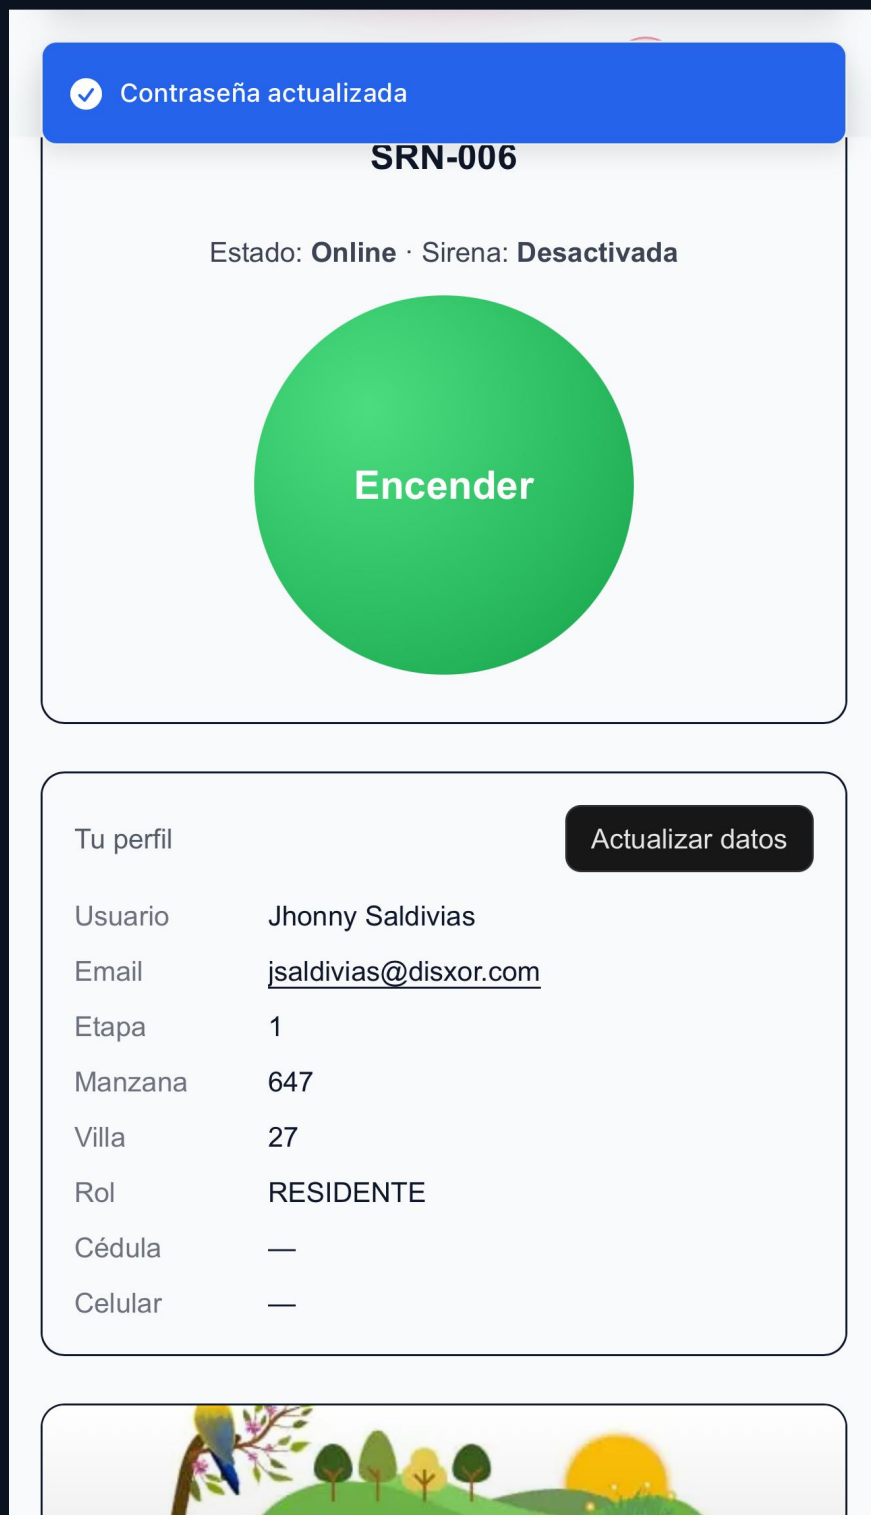 Contraseña actualizada
SRN-006
Estado: Online · Sirena: Desactivada
Encender
Tu perfil
Actualizar datos
Usuario Jhonny Saldivias
Email jsaldivias@disxor.com
Etapa 1
Manzana 647
Villa 27
Rol RESIDENTE
Cédula —
Celular —